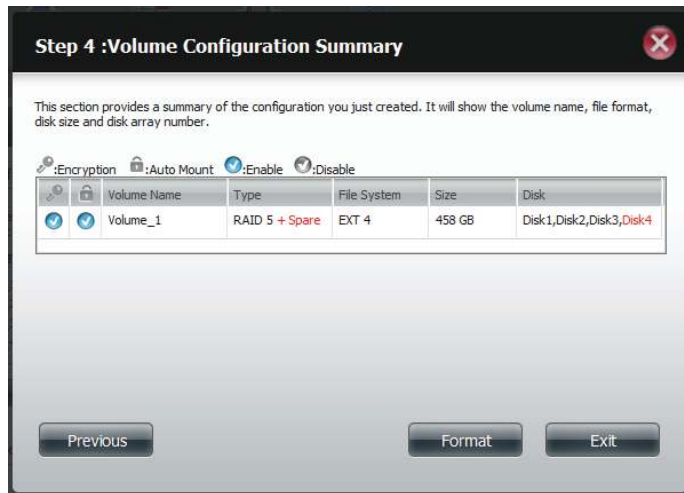 Step 4 :Volume Configuration Summary
This section provides a summary of the configuration you just created. It will show the volume name, file format,
disk size and disk array number.
:Encryption :Auto Mount :Enable :Disable
Volume Name Type File System Size Disk
Volume_1 RAID 5 + Spare EXT 4 458 GB Disk1,Disk2,Disk3,Disk4
Previous Format Exit